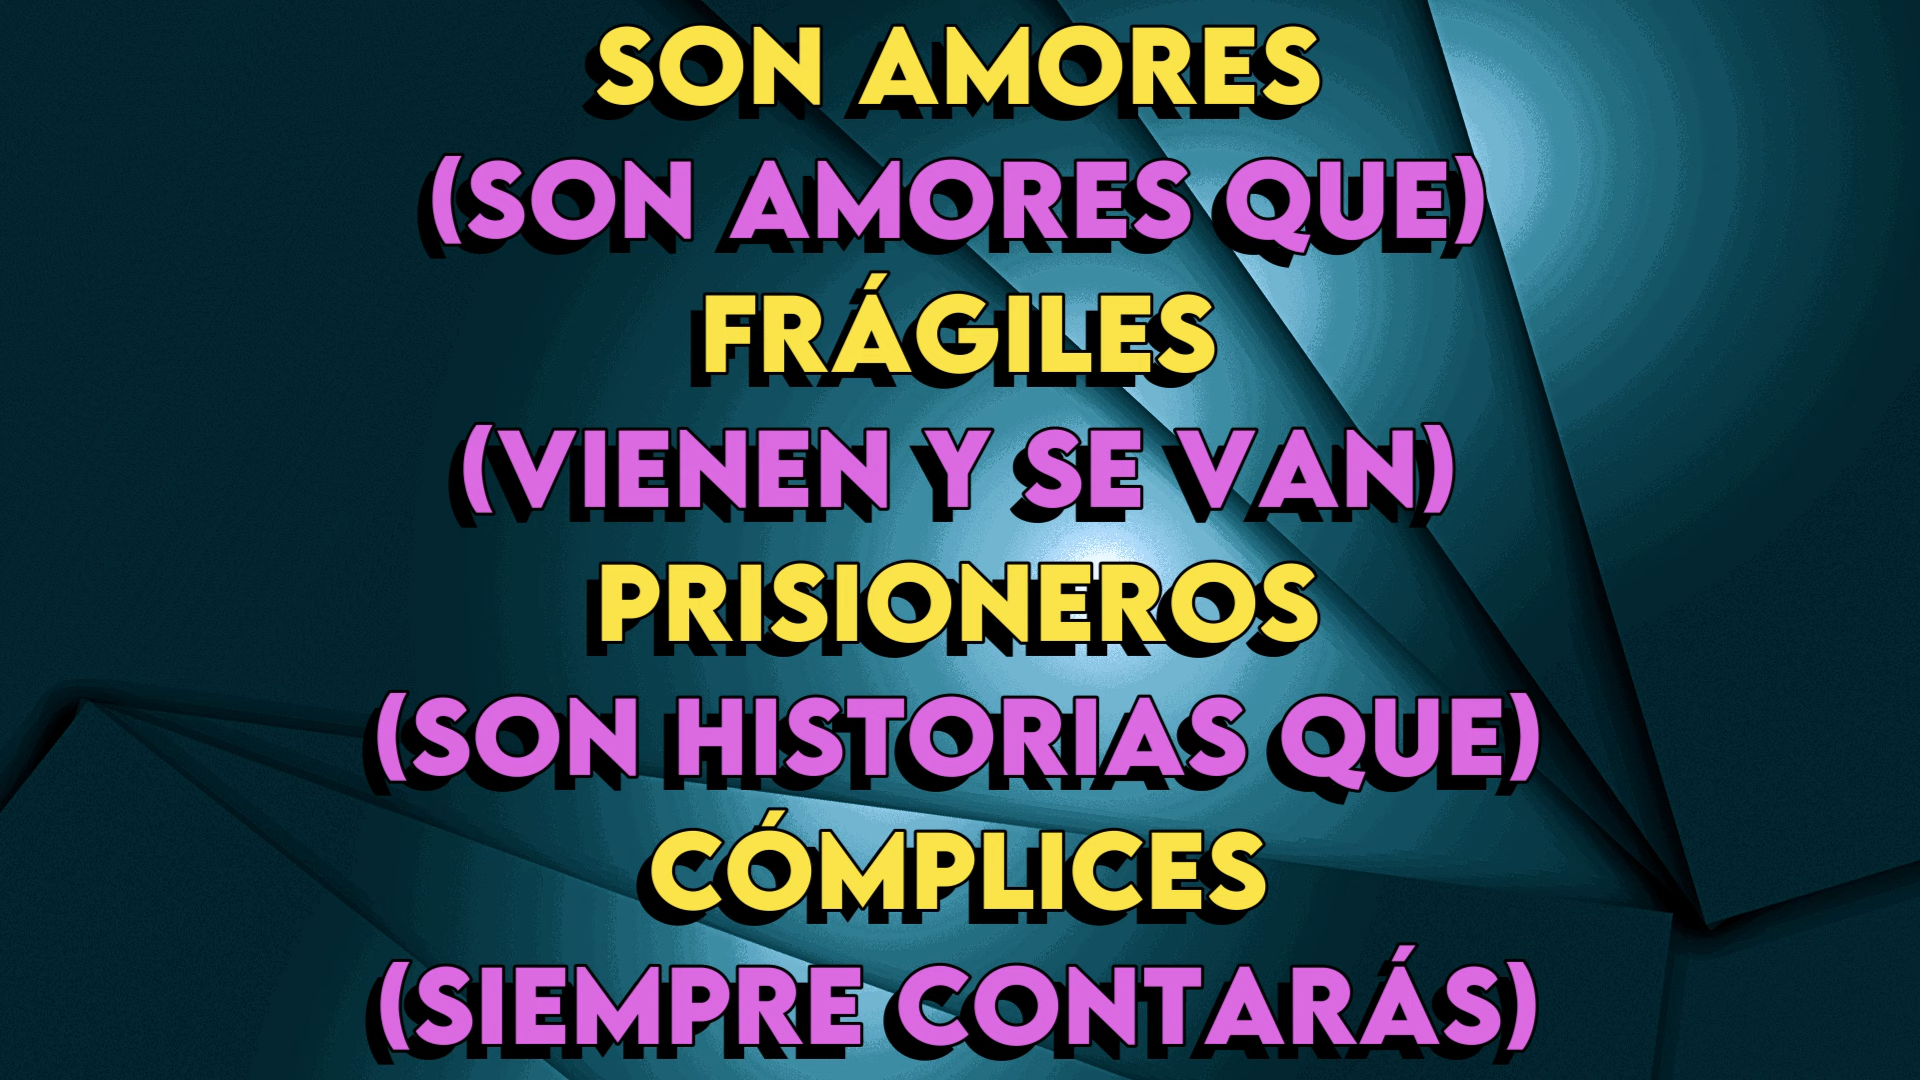 SON AMORES
(SON AMORES QUE)
FRÁGILES
(VIENEN Y SE VAN)
PRISIONEROS
(SON HISTORIAS QUE)
CÓMPLICES
(SIEMPRE CONTARÁS)